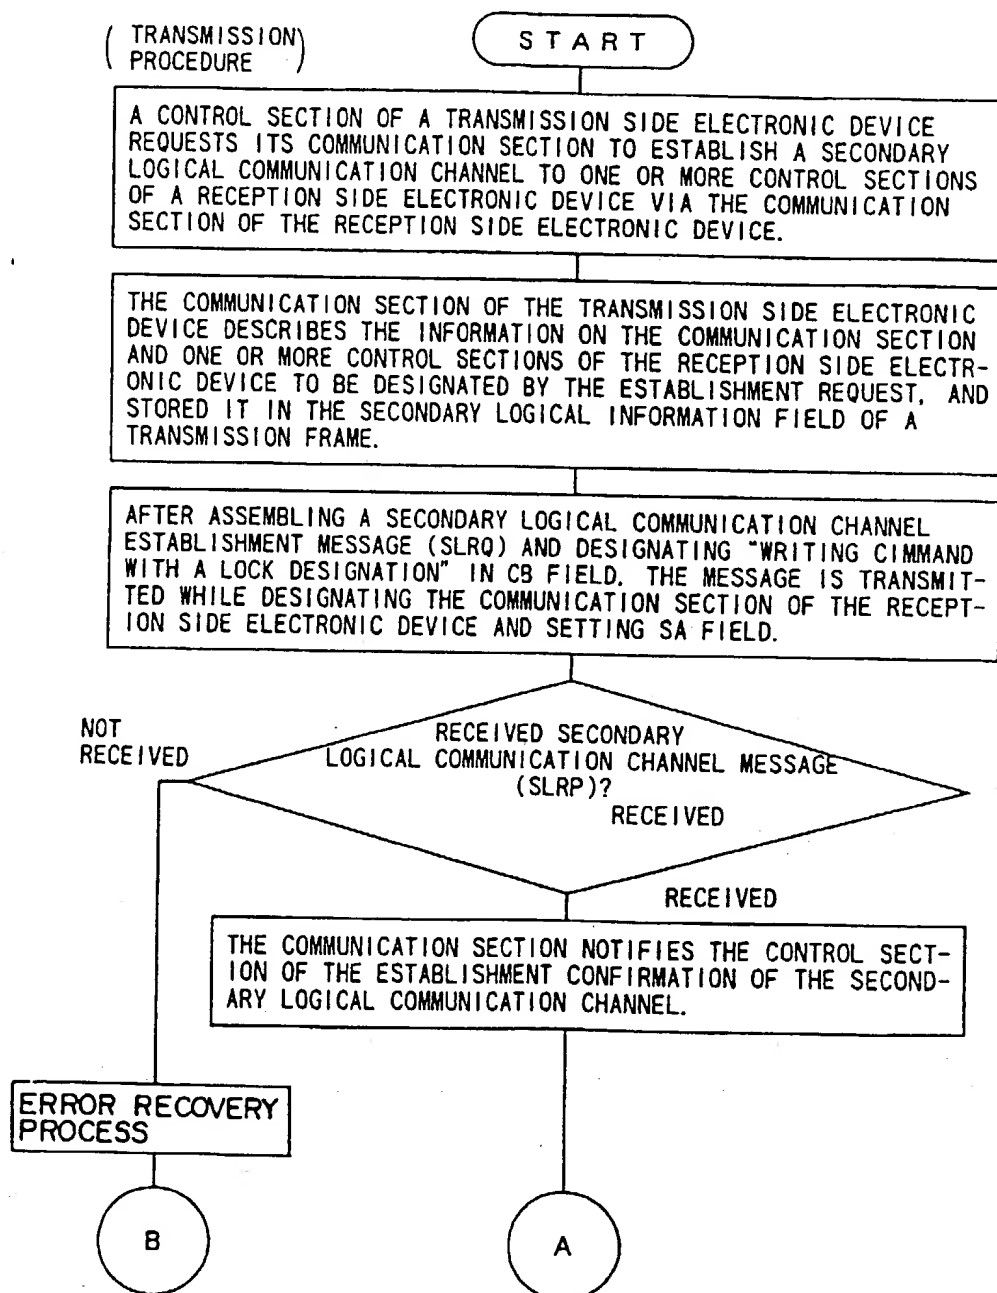 ( TRANSMISSION
PROCEDURE )
START
A CONTROL SECTION OF A TRANSMISSION SIDE ELECTRONIC DEVICE
REQUESTS ITS COMMUNICATION SECTION TO ESTABLISH A SECONDARY
LOGICAL COMMUNICATION CHANNEL TO ONE OR MORE CONTROL SECTIONS
OF A RECEPTION SIDE ELECTRONIC DEVICE VIA THE COMMUNICATION
SECTION OF THE RECEPTION SIDE ELECTRONIC DEVICE.
THE COMMUNICATION SECTION OF THE TRANSMISSION SIDE ELECTRONIC
DEVICE DESCRIBES THE INFORMATION ON THE COMMUNICATION SECTION
AND ONE OR MORE CONTROL SECTIONS OF THE RECEPTION SIDE ELECTR-
ONIC DEVICE TO BE DESIGNATED BY THE ESTABLISHMENT REQUEST, AND
STORED IT IN THE SECONDARY LOGICAL INFORMATION FIELD OF A
TRANSMISSION FRAME.
AFTER ASSEMBLING A SECONDARY LOGICAL COMMUNICATION CHANNEL
ESTABLISHMENT MESSAGE (SLRQ) AND DESIGNATING "WRITING CIMMAND
WITH A LOCK DESIGNATION" IN CB FIELD. THE MESSAGE IS TRANSMIT-
TED WHILE DESIGNATING THE COMMUNICATION SECTION OF THE RECEPT-
ION SIDE ELECTRONIC DEVICE AND SETTING SA FIELD.
NOT
RECEIVED
RECEIVED SECONDARY
LOGICAL COMMUNICATION CHANNEL MESSAGE
(SLRP)?
RECEIVED
RECEIVED
THE COMMUNICATION SECTION NOTIFIES THE CONTROL SECT-
ION OF THE ESTABLISHMENT CONFIRMATION OF THE SECOND-
ARY LOGICAL COMMUNICATION CHANNEL.
ERROR RECOVERY
PROCESS
B
A